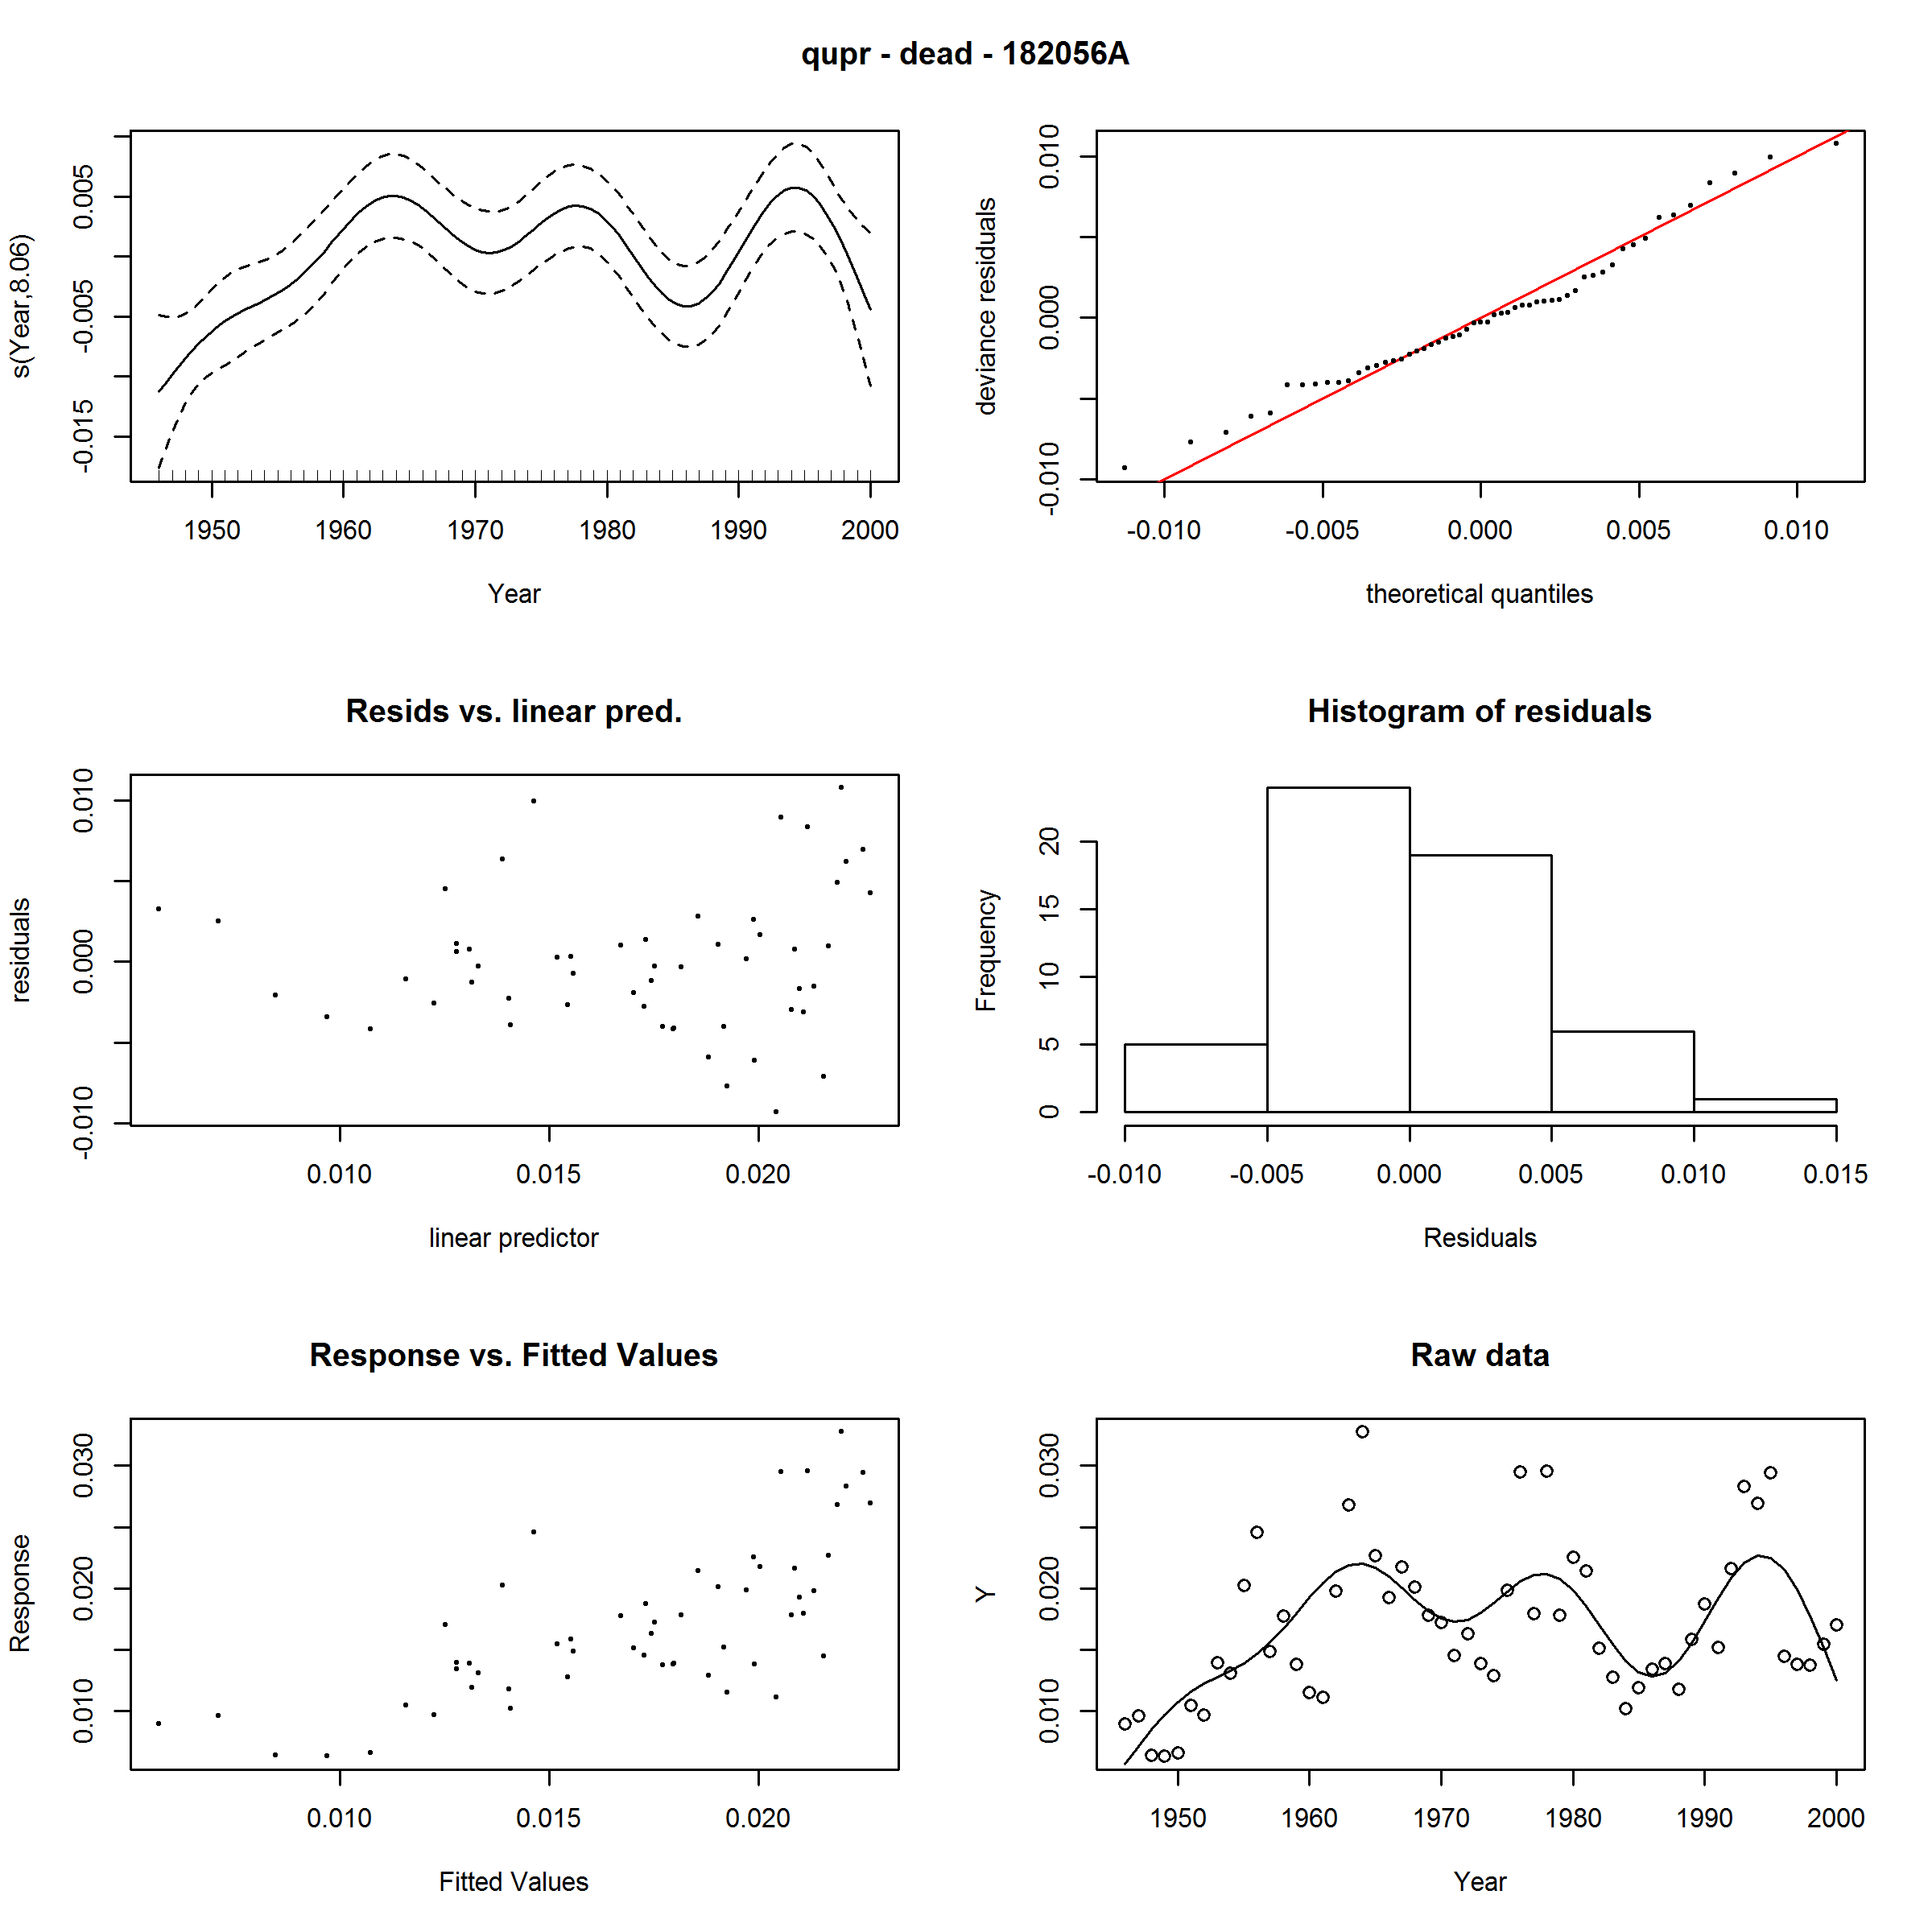 qupr - dead - 182056A
s(Year,8.06)
0.005
-0.005
-0.015
1950 1960 1970 1980 1990 2000
Year
deviance residuals
0.010
0.000
-0.010
-0.010 -0.005 0.000 0.005 0.010
theoretical quantiles
Resids vs. linear pred.
residuals
0.010
0.000
-0.010
0.010 0.015 0.020
linear predictor
Histogram of residuals
Frequency
20
15
10
5
0
-0.010 -0.005 0.000 0.005 0.010 0.015
Residuals
Response vs. Fitted Values
Response
0.030
0.020
0.010
0.010 0.015 0.020
Fitted Values
Raw data
Y
0.030
0.020
0.010
1950 1960 1970 1980 1990 2000
Year